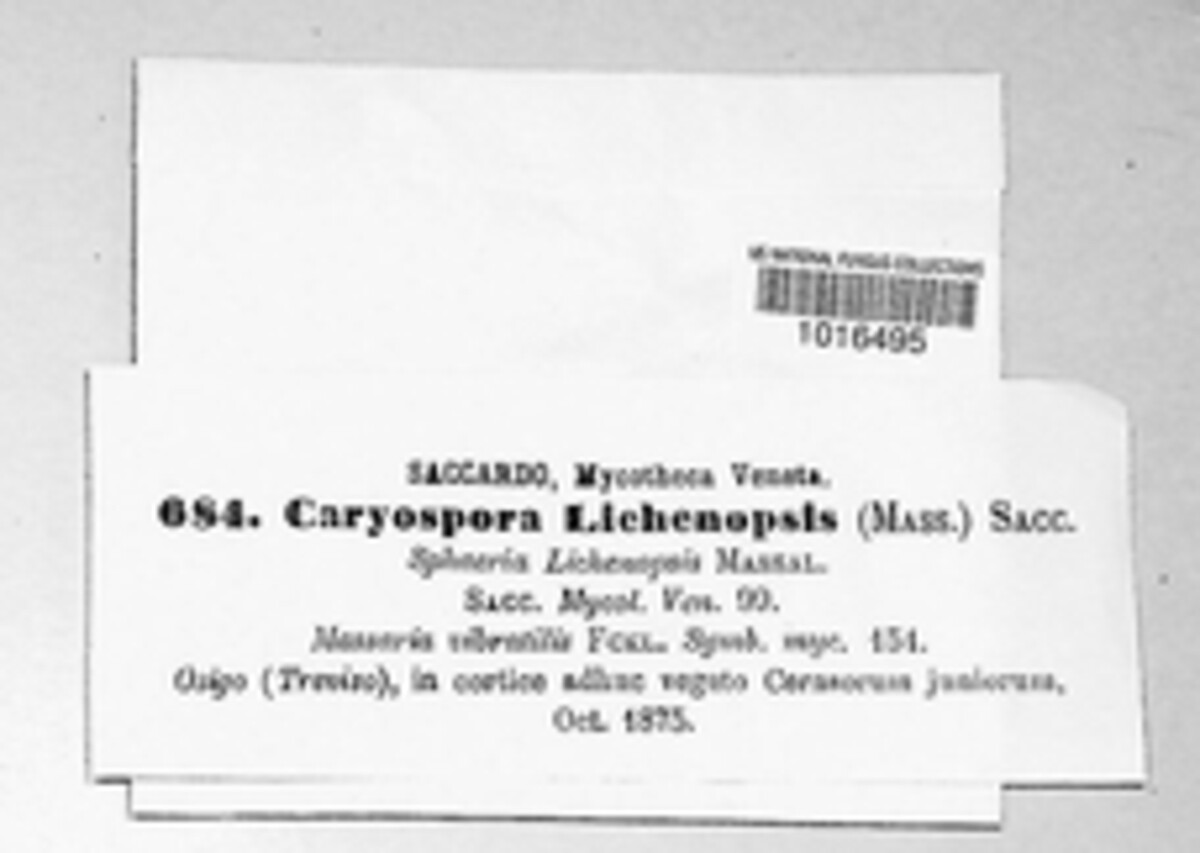 US NATIONAL FUNGUS COLLECTIONS
1016495
SACCARDO, Mycotheca Veneta.
684. Caryospora Lichenopsis (MASS.) SACC.
Sphaeria Lichenopsis MASSAL.
SACC. Mycol. Ven. 99.
Massaria vibratilis FCKL. Symb. myc. 154.
Osigo (Treviso), in cortice adhuc vegeto Cerasorum juniorum,
Oct. 1875.